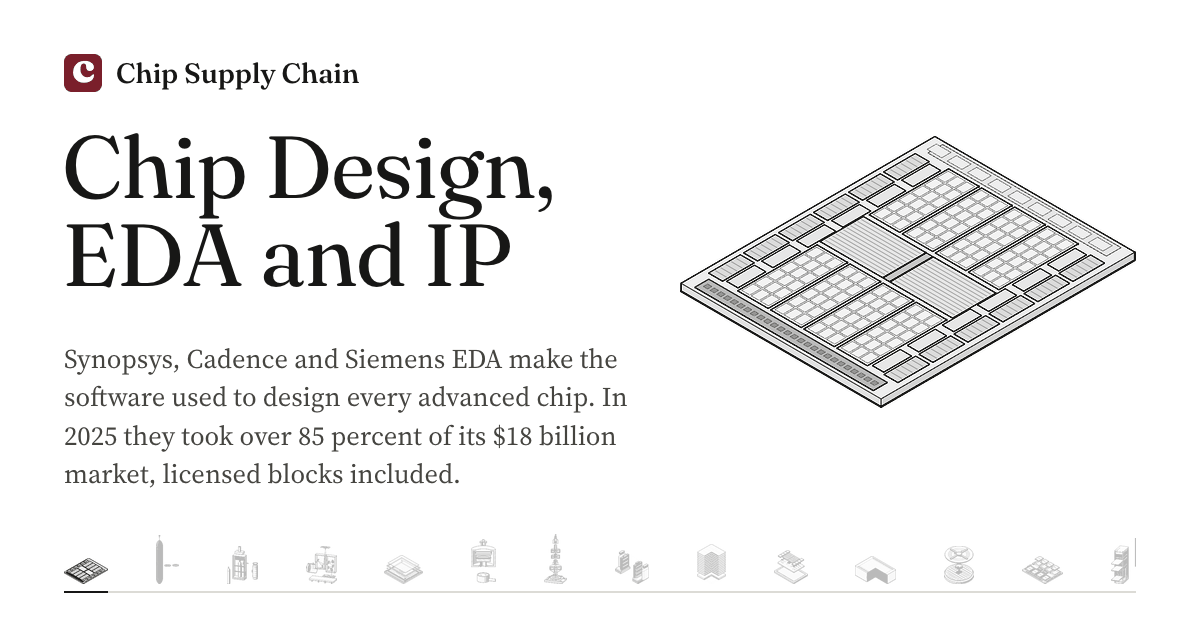 C Chip Supply Chain
Chip Design,
EDA and IP
Synopsys, Cadence and Siemens EDA make the
software used to design every advanced chip. In
2025 they took over 85 percent of its $18 billion
market, licensed blocks included.